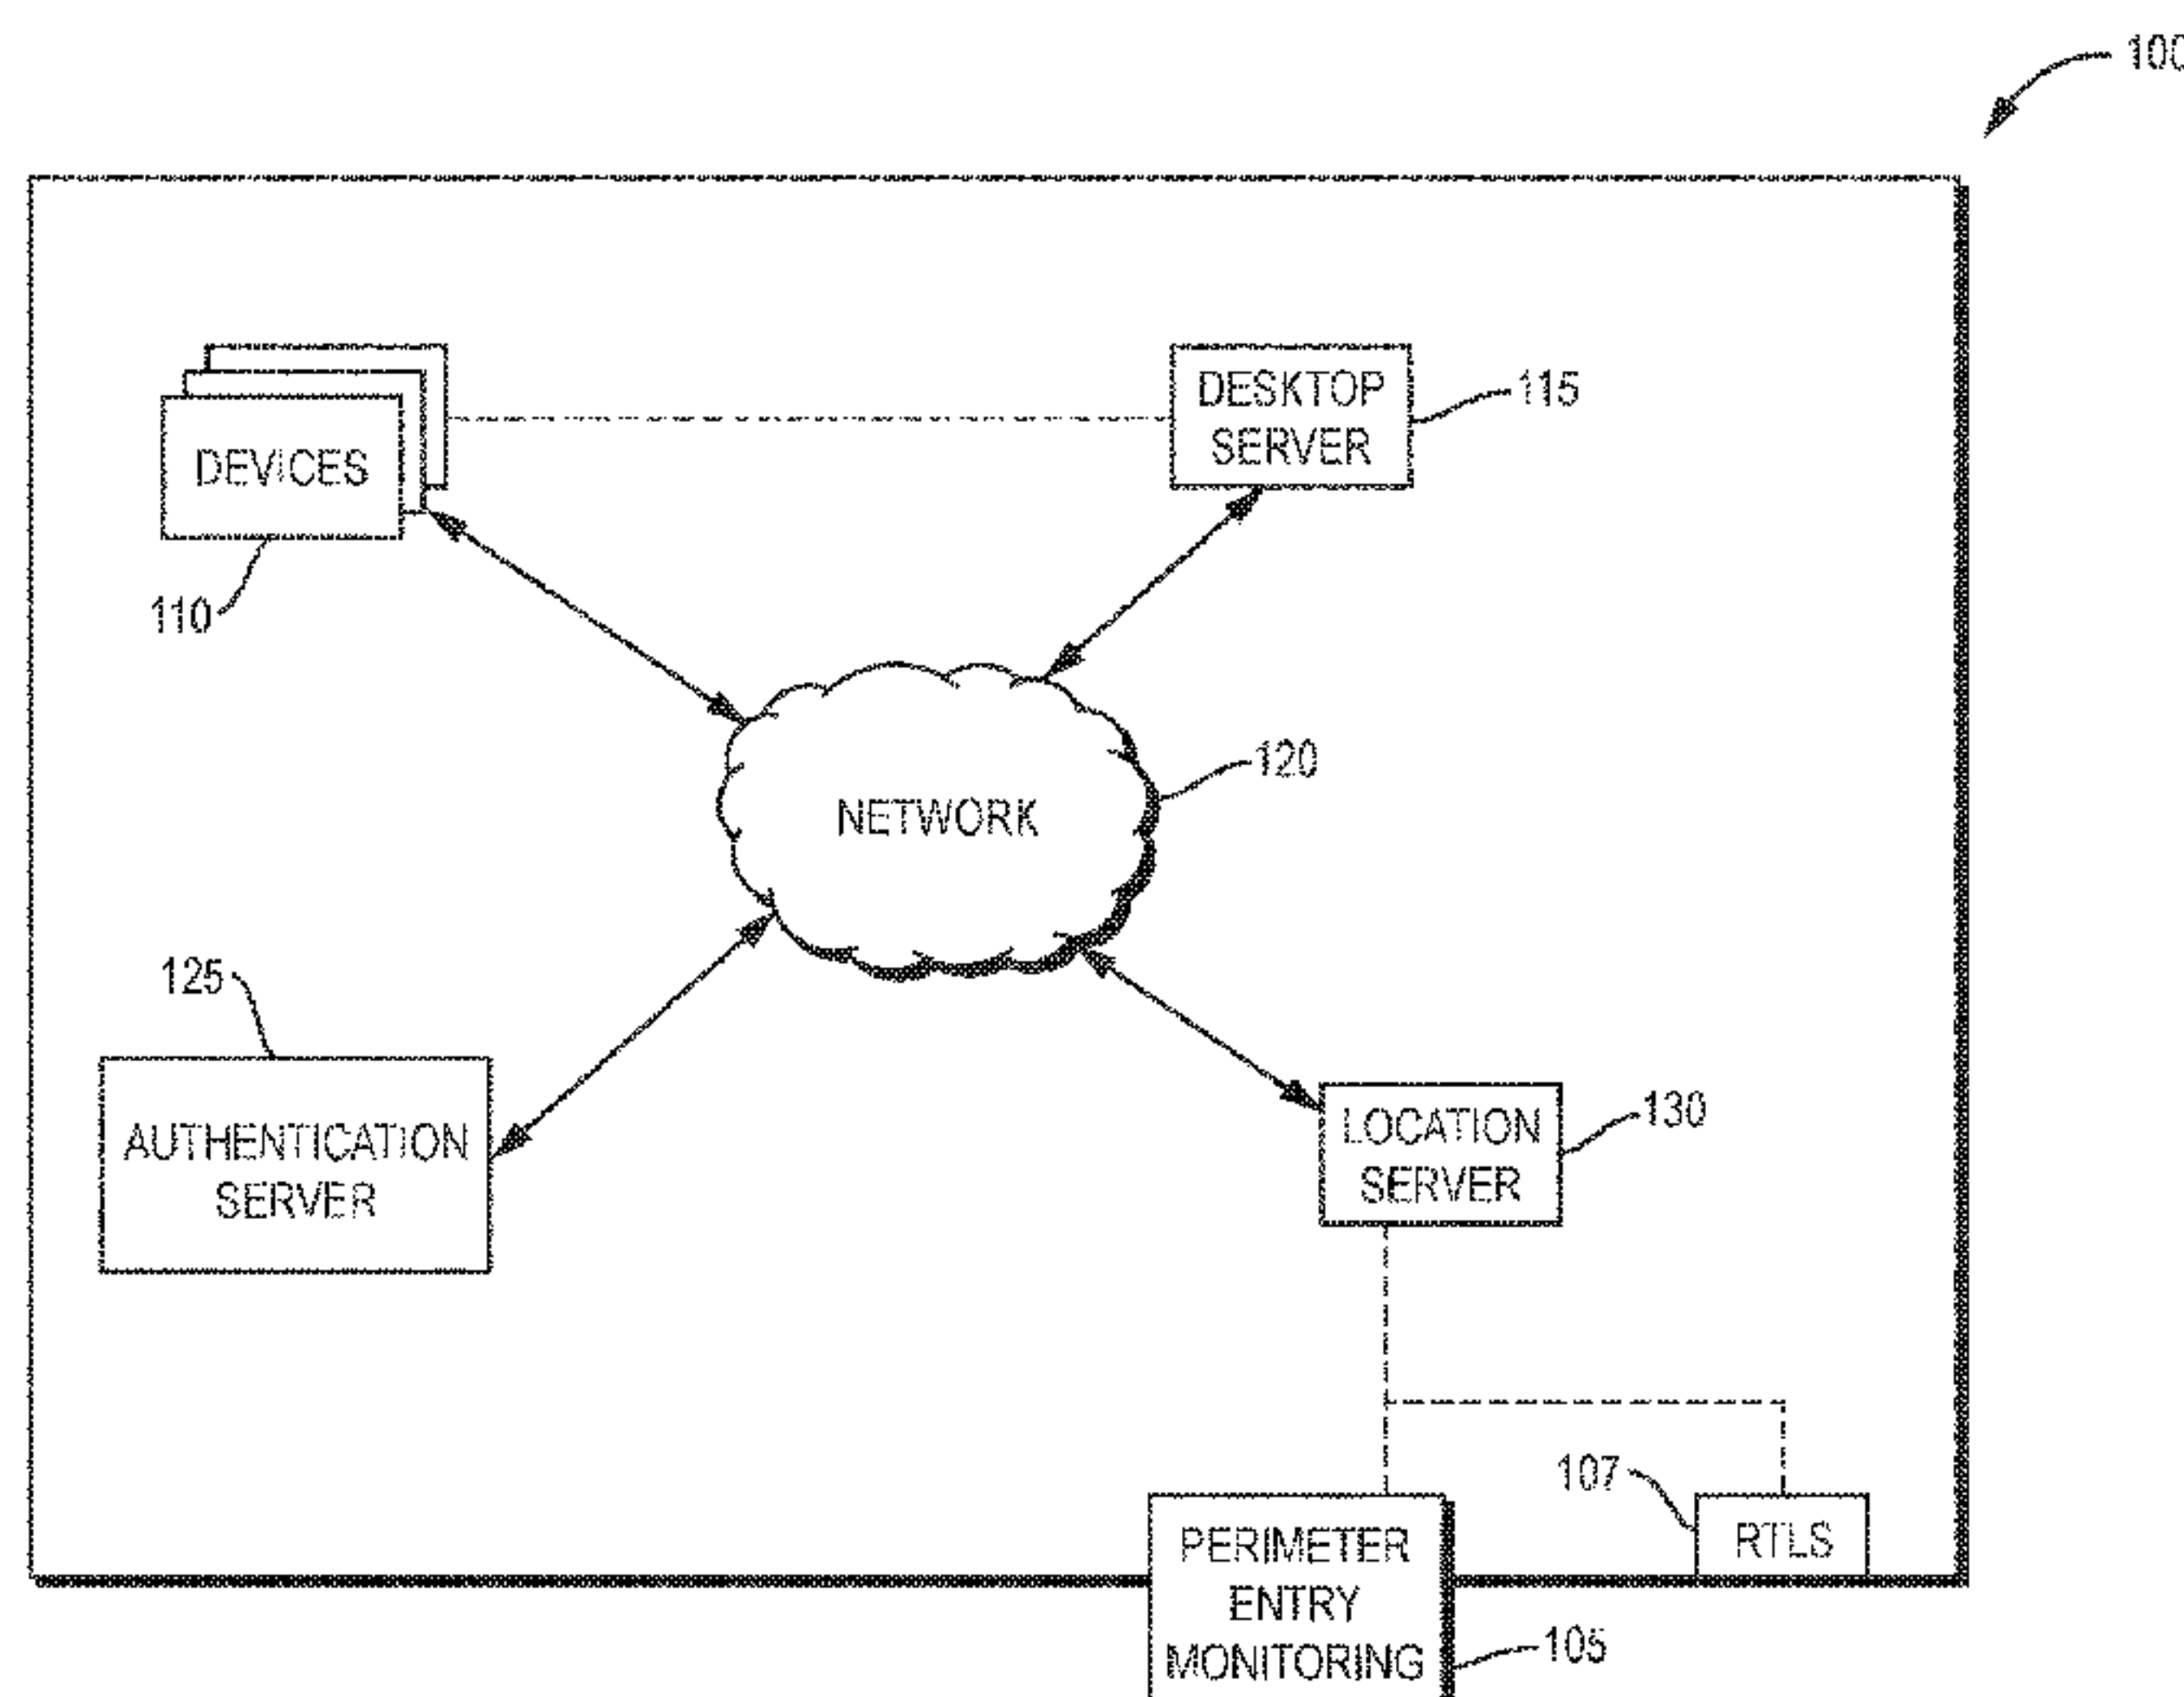 100
DEVICES
110
DESKTOP
SERVER
115
NETWORK
120
125
AUTHENTICATION
SERVER
LOCATION
SERVER
130
107
RTLS
PERIMETER
ENTRY
MONITORING
105